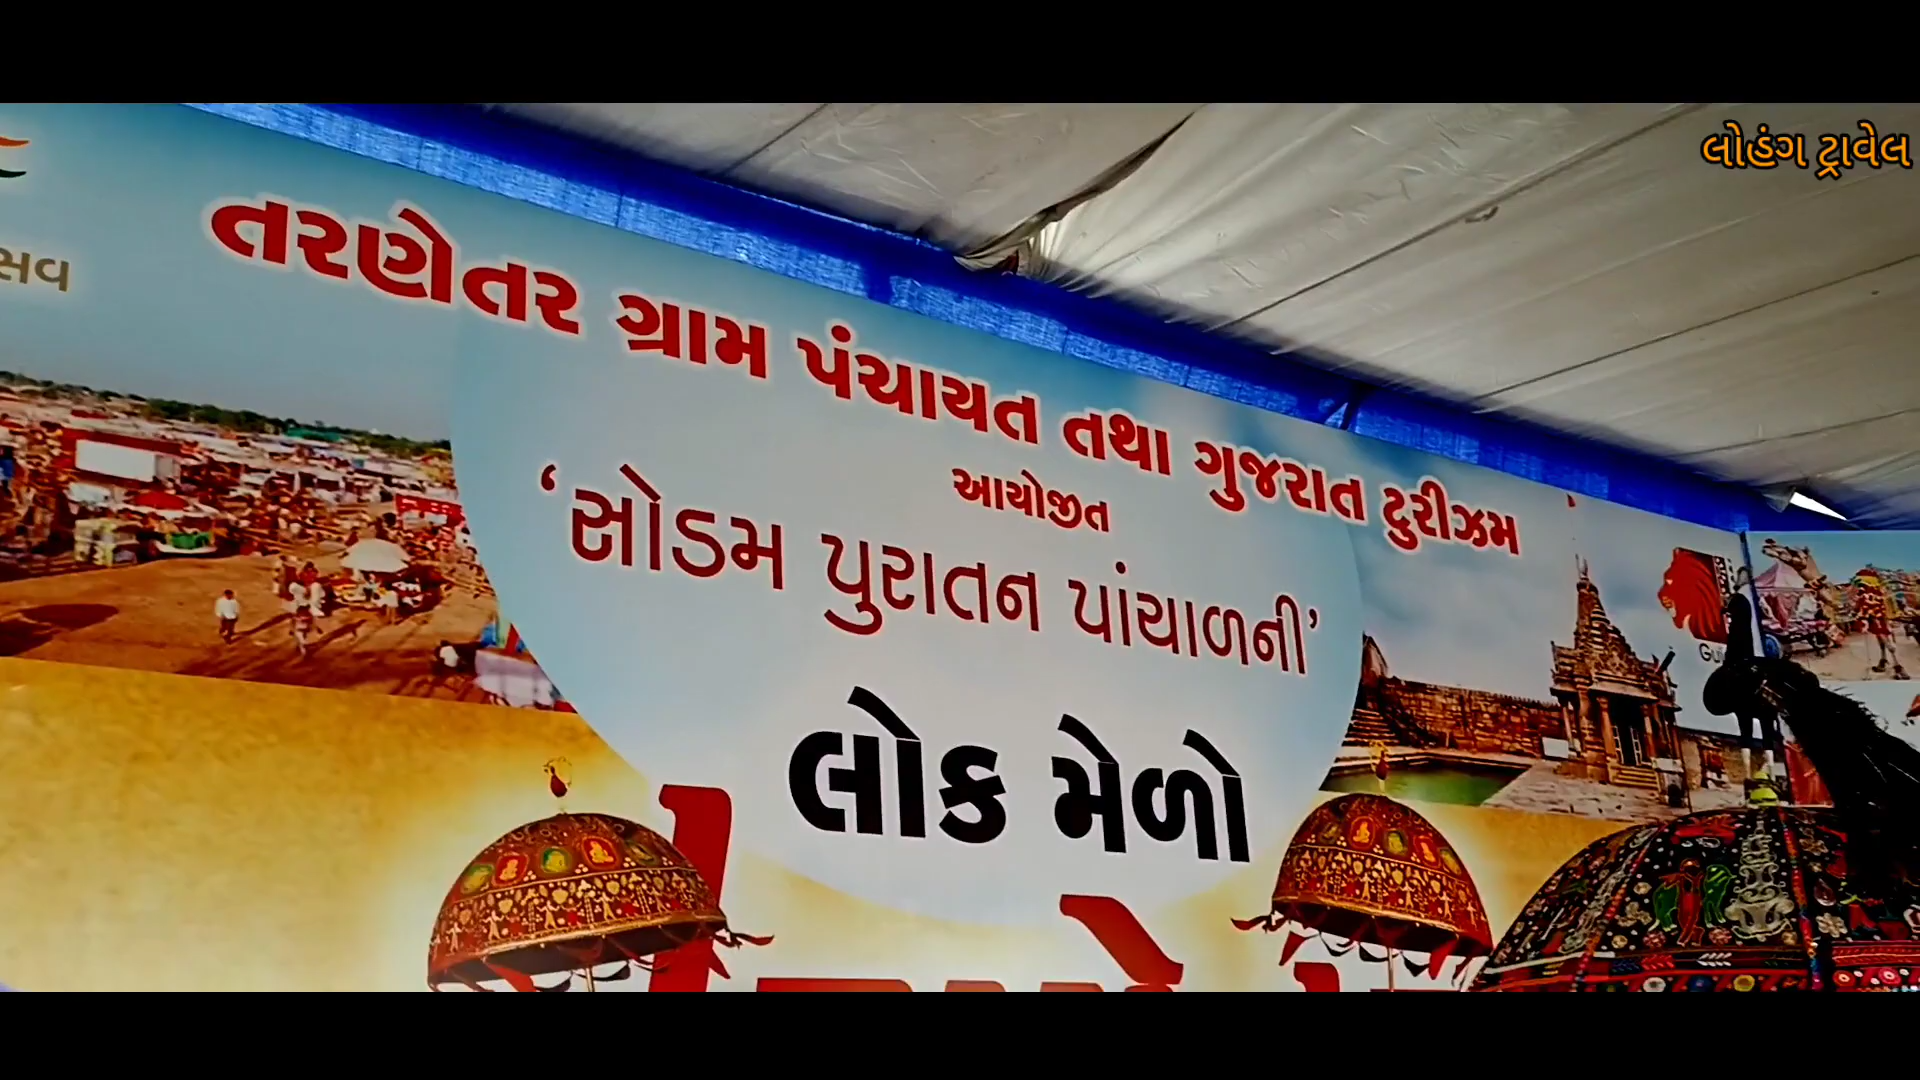 લોહંગ ટ્રાવેલ
તરણેતર ગ્રામ પંચાયત તથા ગુજરાત ટુરીઝમ
આયોજીત
‘સોડમ પુરાતન પાંચાળની’
લોક મેળો